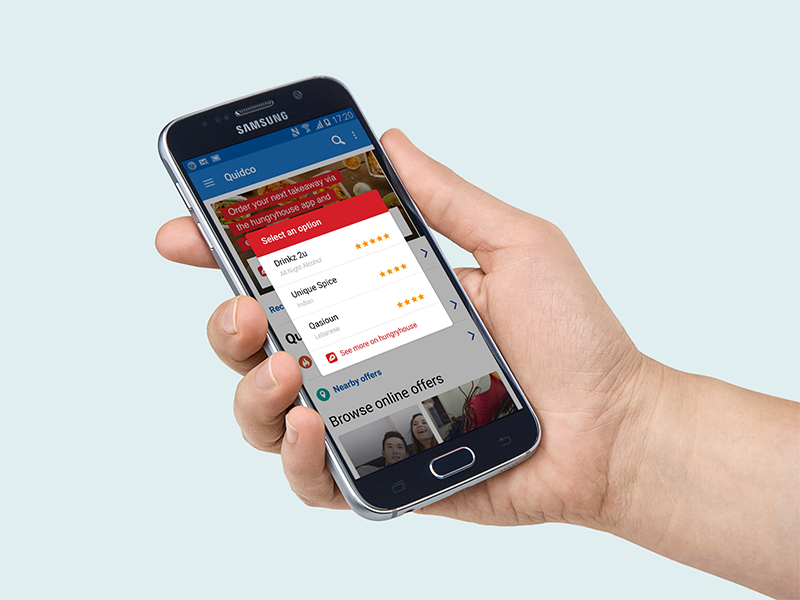 SAMSUNG
17:20
Quidco
Order your next takeaway via
the hungryhouse app and
Select an option
Drinkz 2u
All Night Alcohol
Unique Spice
Indian
Qasioun
Lebanese
See more on hungryhouse
Rec
Qu
Nearby offers
Browse online offers